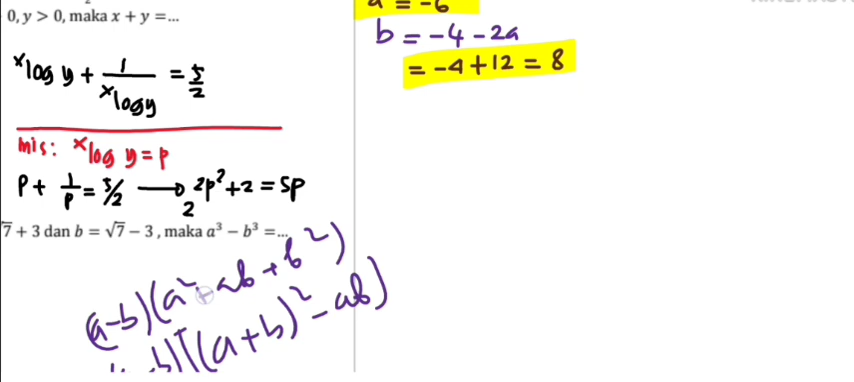 0, y > 0, maka x + y =...
ˣlog y + 1/ˣlog y = 5/2
mis: ˣlog y = p
p + 1/p = 5/2 → 2p² + 2 = 5p
2
√7 + 3 dan b = √7 − 3 , maka a³ − b³ =...
(a-b)(a² + ab + b²)
-b)[(a+b)² - ab)
a = -6
b = -4 - 2a
= -4 + 12 = 8